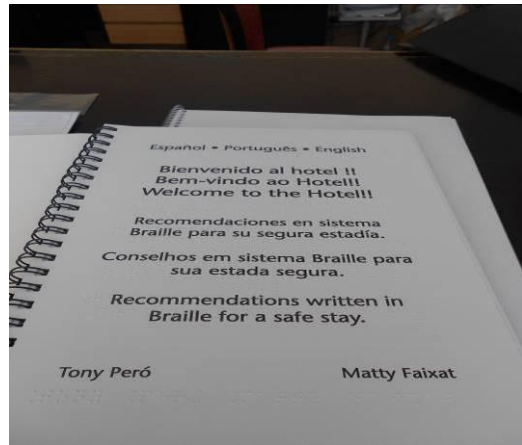 Español • Português • English
Bienvenido al hotel !!
Bem-vindo ao Hotel!!
Welcome to the Hotel!!
Recomendaciones en sistema
Braille para su segura estadía.
Conselhos em sistema Braille para
sua estada segura.
Recommendations written in
Braille for a safe stay.
Tony Peró Matty Faixat